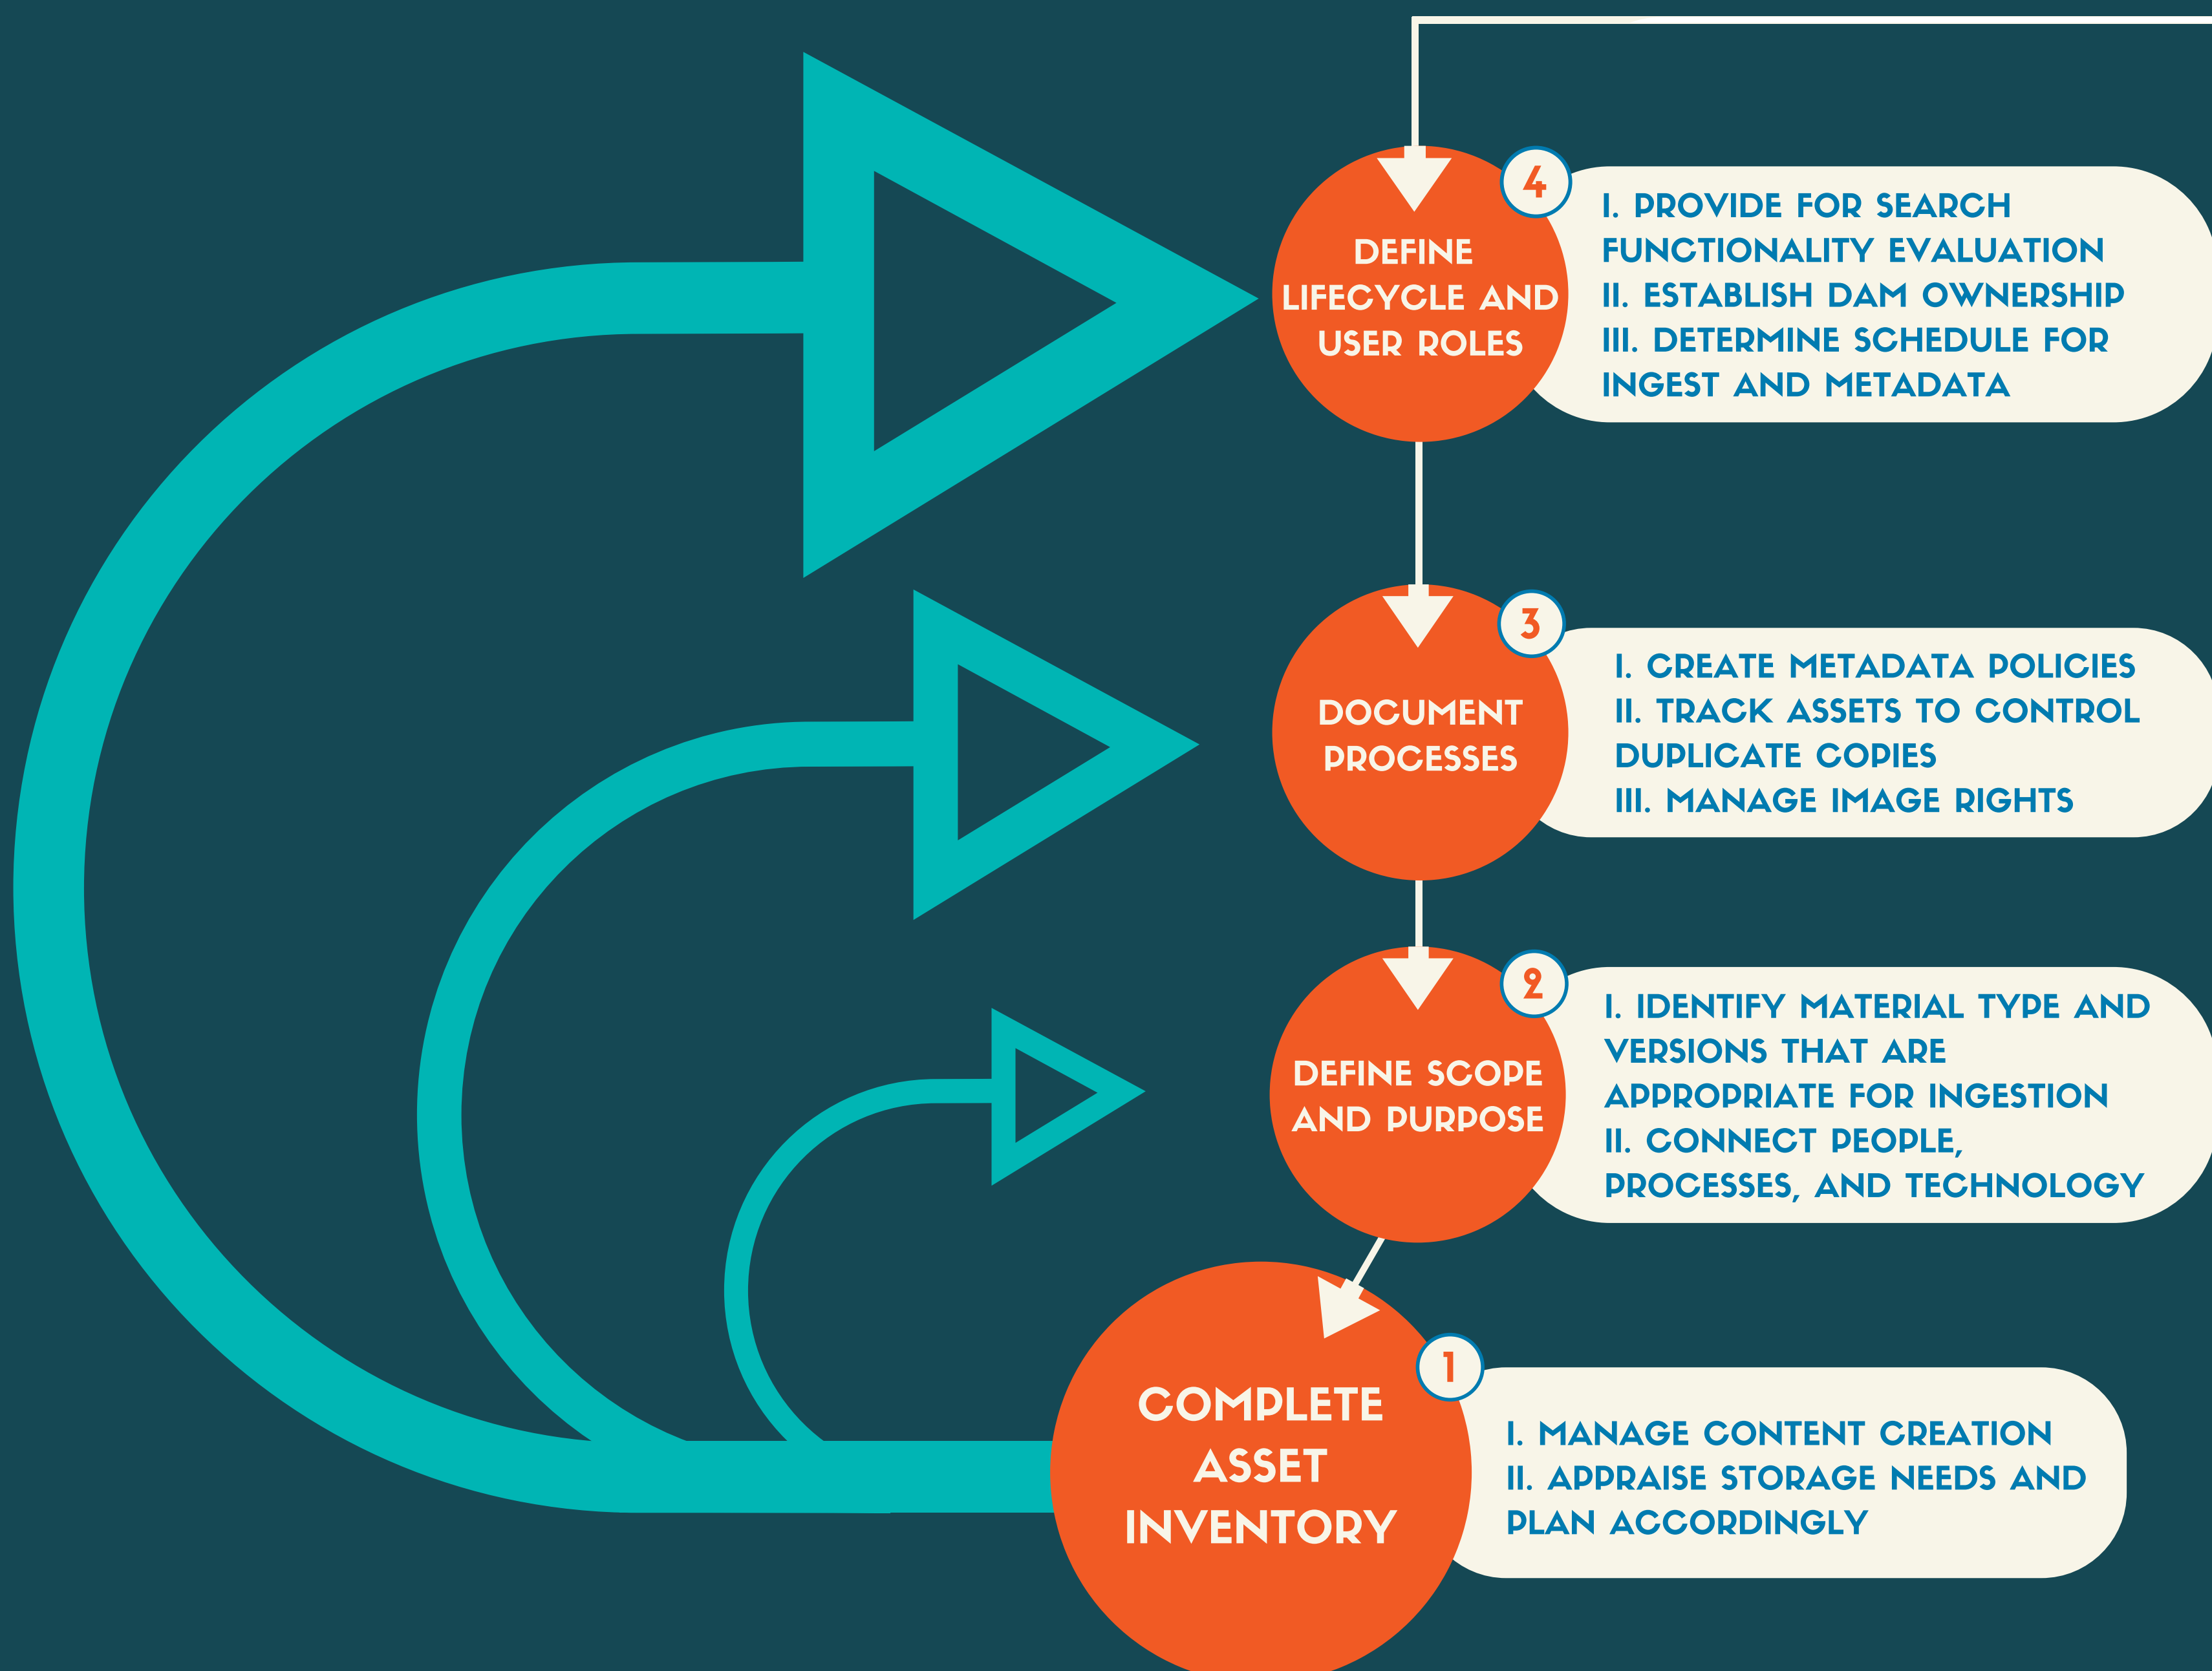 4
DEFINE
LIFECYCLE AND
USER ROLES
I. PROVIDE FOR SEARCH
FUNCTIONALITY EVALUATION
II. ESTABLISH DAM OWNERSHIP
III. DETERMINE SCHEDULE FOR
INGEST AND METADATA
3
DOCUMENT
PROCESSES
I. CREATE METADATA POLICIES
II. TRACK ASSETS TO CONTROL
DUPLICATE COPIES
III. MANAGE IMAGE RIGHTS
2
DEFINE SCOPE
AND PURPOSE
I. IDENTIFY MATERIAL TYPE AND
VERSIONS THAT ARE
APPROPRIATE FOR INGESTION
II. CONNECT PEOPLE,
PROCESSES, AND TECHNOLOGY
1
COMPLETE
ASSET
INVENTORY
I. MANAGE CONTENT CREATION
II. APPRAISE STORAGE NEEDS AND
PLAN ACCORDINGLY